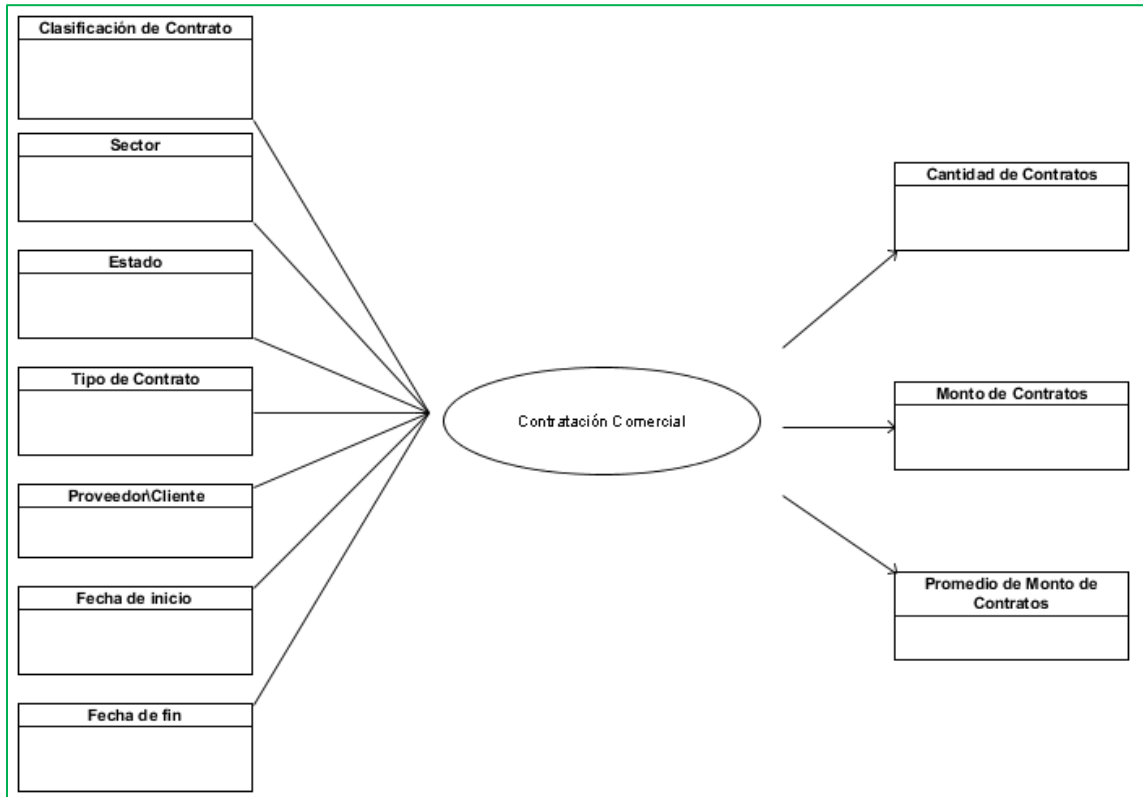 Clasificación de Contrato
Sector
Estado
Tipo de Contrato
Proveedor\Cliente
Fecha de inicio
Fecha de fin
Contratación Comercial
Cantidad de Contratos
Monto de Contratos
Promedio de Monto de
Contratos